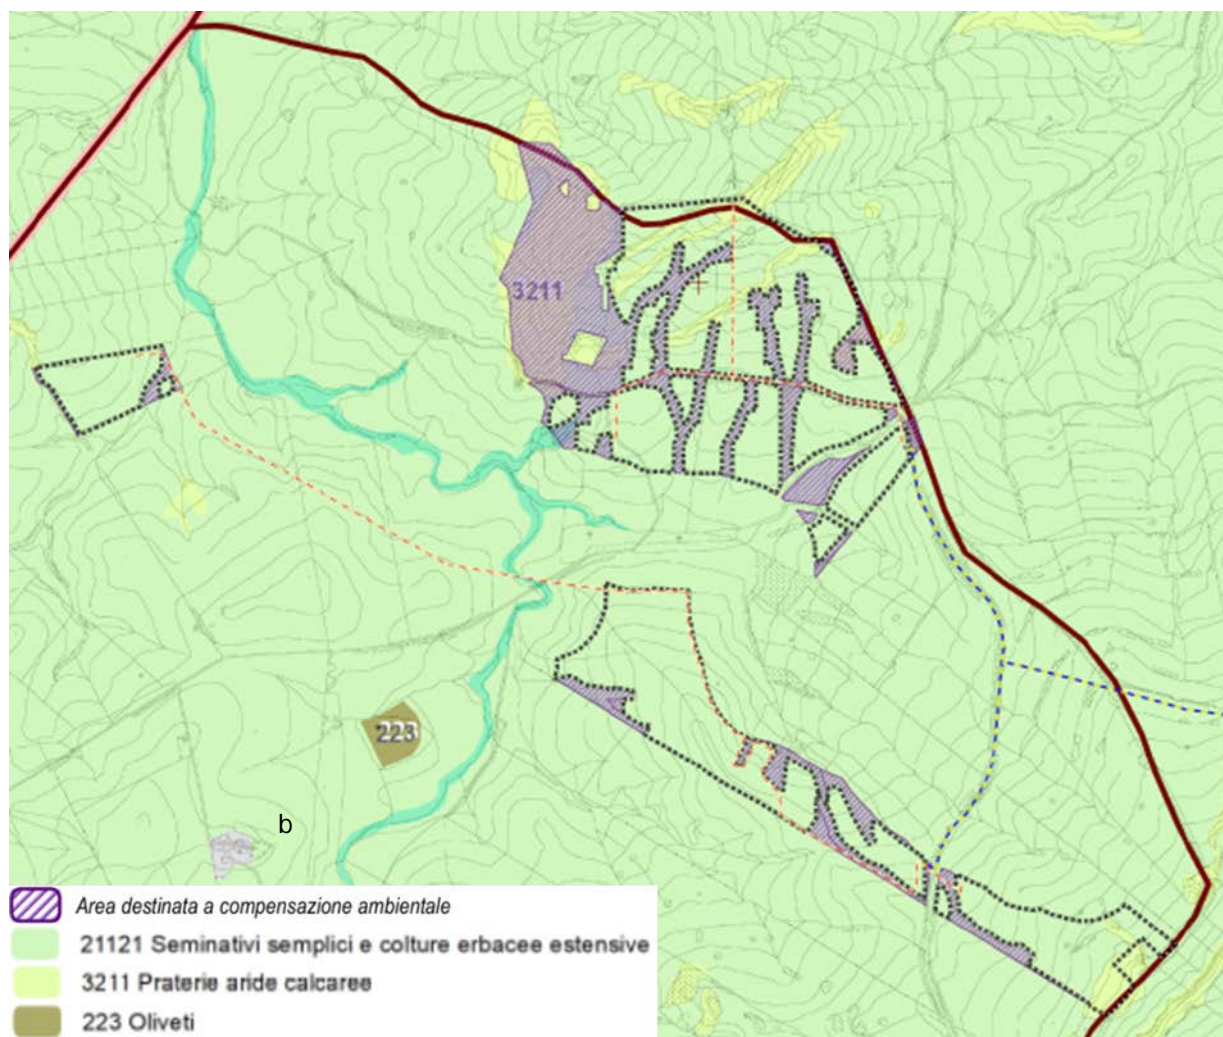 3211
223
b
Area destinata a compensazione ambientale
21121 Seminativi semplici e colture erbacee estensive
3211 Praterie aride calcaree
223 Oliveti